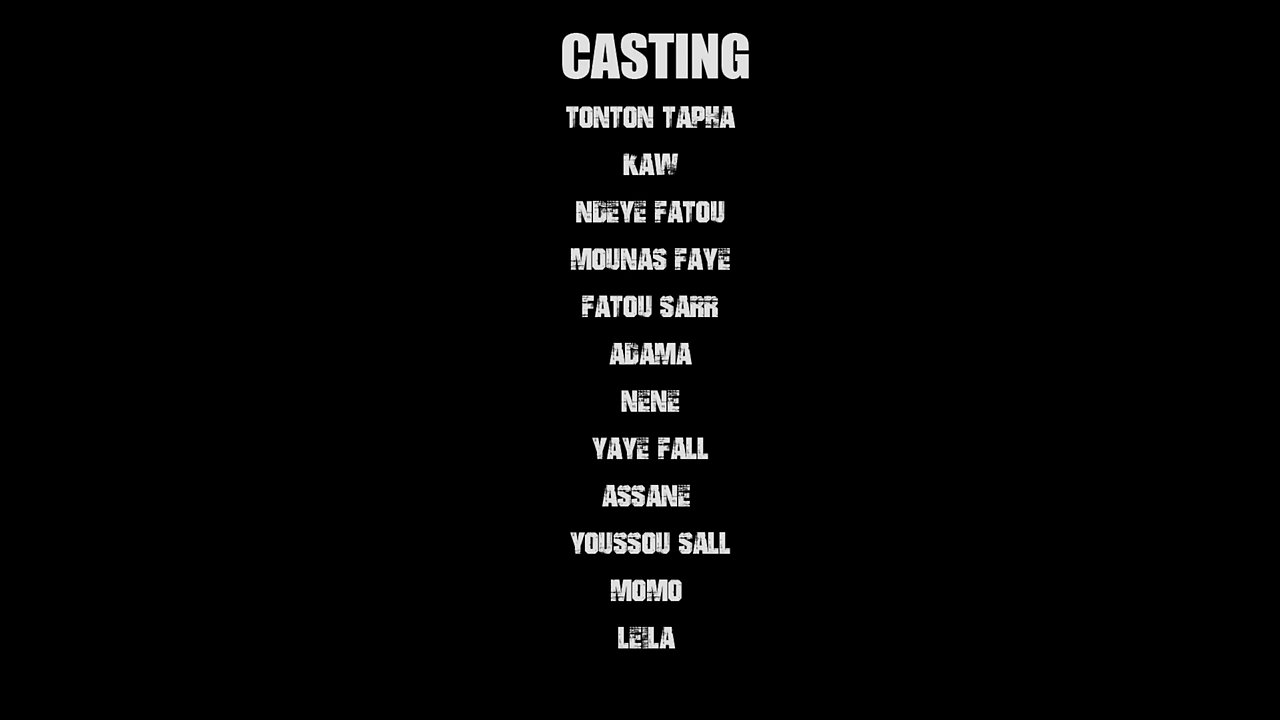 CASTING
TONTON TAPHA
KAW
NDEYE FATOU
MOUNAS FAYE
FATOU SARR
ADAMA
NENE
YAYE FALL
ASSANE
YOUSSOU SALL
MOMO
LEILA